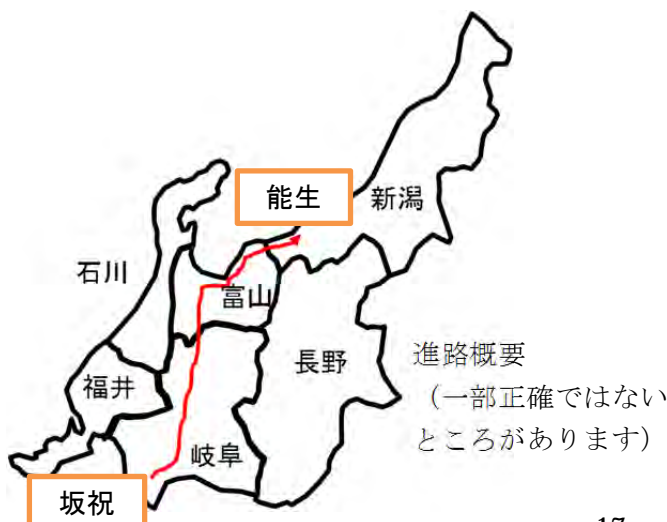 能生
新潟
石川
富山
長野
福井
岐阜
坂祝
進路概要
（一部正確ではない
ところがあります）